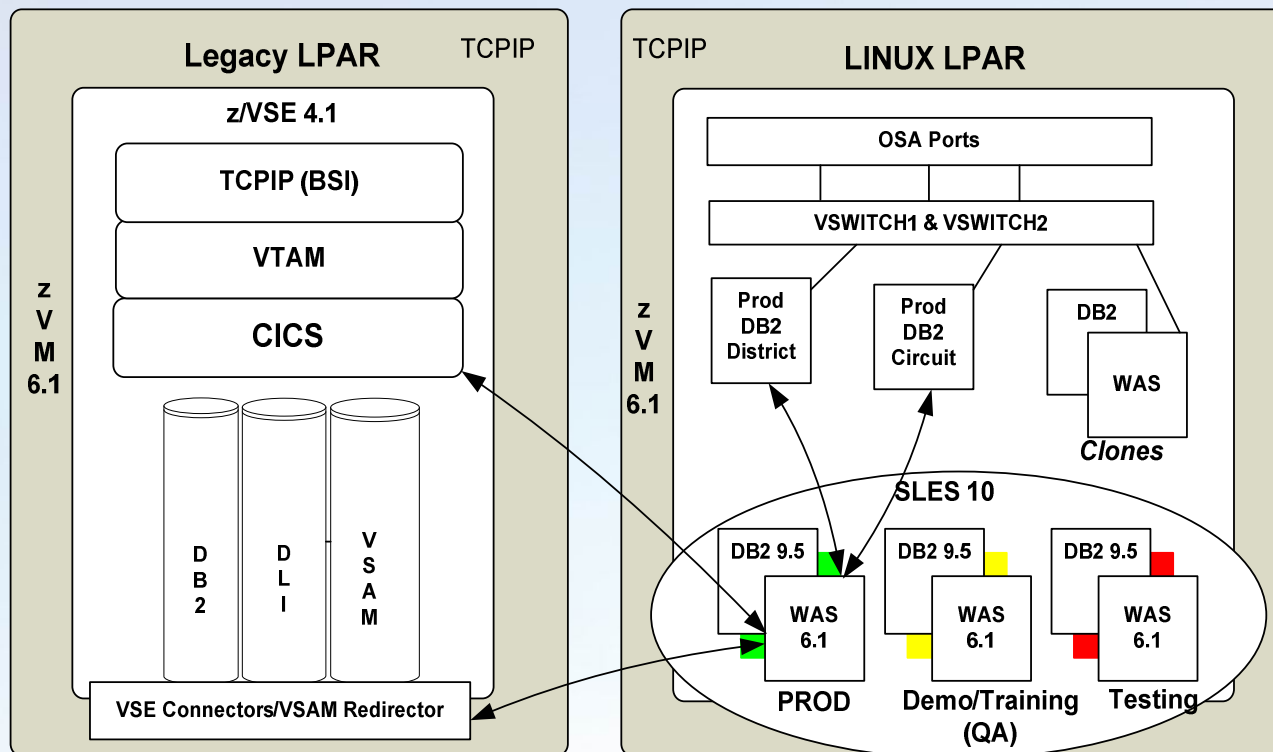 Legacy LPAR
TCPIP
z/VSE 4.1
TCPIP (BSI)
VTAM
CICS
z
V
M
6.1
D
B
2
D
L
I
V
S
A
M
VSE Connectors/VSAM Redirector
TCPIP
LINUX LPAR
OSA Ports
VSWITCH1 & VSWITCH2
z
V
M
6.1
Prod
DB2
District
Prod
DB2
Circuit
DB2
WAS
Clones
SLES 10
DB2 9.5
WAS
6.1
PROD
DB2 9.5
WAS
6.1
Demo/Training
(QA)
DB2 9.5
WAS
6.1
Testing